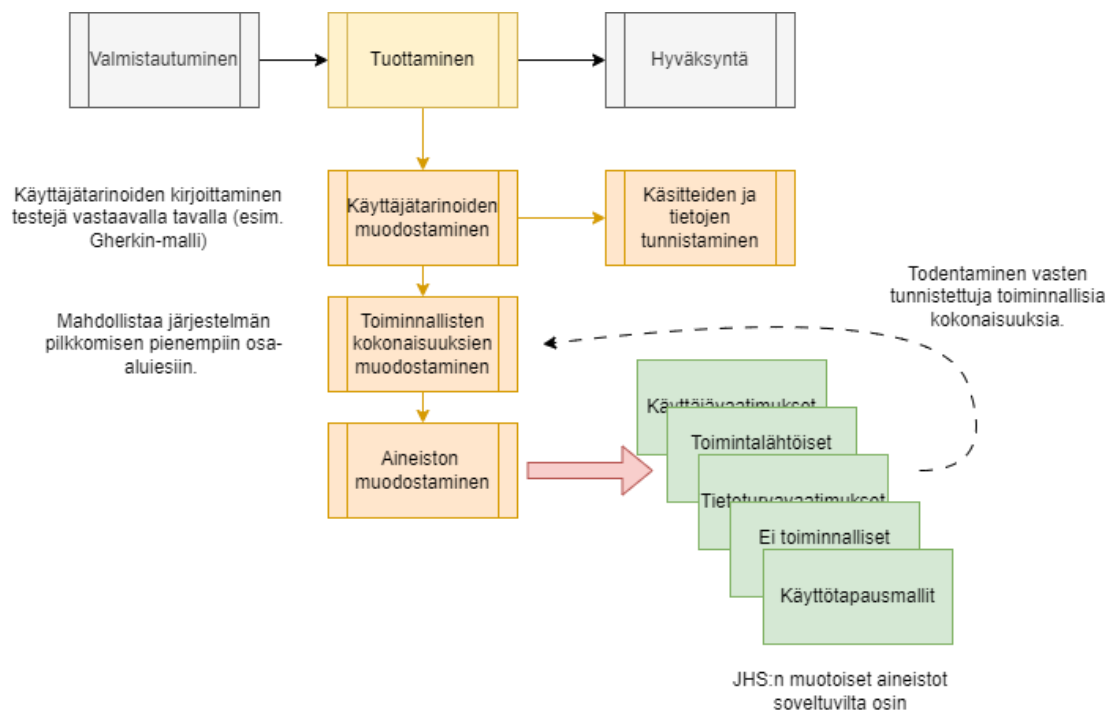 Valmistautuminen
Tuottaminen
Hyväksyntä
Käyttäjätarinoiden kirjoittaminen
testejä vastaavalla tavalla (esim.
Gherkin-malli)
Käyttäjätarinoiden
muodostaminen
Käsitteiden ja
tietojen
tunnistaminen
Mahdollistaa järjestelmän
pilkkomisen pienempiin osa-
aluiesiin.
Toiminnallisten
kokonaisuuksien
muodostaminen
Todentaminen vasten
tunnistettuja toiminnallisia
kokonaisuuksia.
Aineiston
muodostaminen
Käyttäjävaatimukset
Toimintalähtöiset
Tietoturvavaatimukset
Ei toiminnalliset
Käyttötapausmallit
JHS:n muotoiset aineistot
soveltuvilta osin